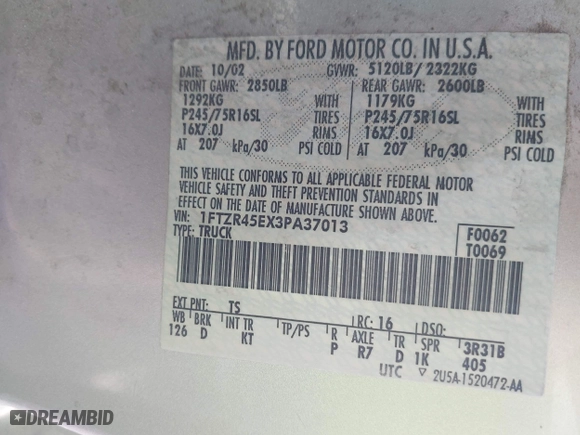 MFD. BY FORD MOTOR CO. IN U.S.A.
DATE: 10/02 GVWR: 5120LB/ 2322KG
FRONT GAWR: 2850LB REAR GAWR: 2600LB
1292KG WITH 1179KG WITH
P245/75R16SL TIRES P245/75R16SL TIRES
16X7.0J RIMS 16X7.0J RIMS
AT 207 kPa/30 PSI COLD AT 207 kPa/30 PSI COLD
THIS VEHICLE CONFORMS TO ALL APPLICABLE FEDERAL MOTOR
VEHICLE SAFETY AND THEFT PREVENTION STANDARDS IN
EFFECT ON THE DATE OF MANUFACTURE SHOWN ABOVE.
VIN: 1FTZR45EX3PA37013 F0062
TYPE: TRUCK T0069
EXT PNT: TS RC: 16 DSO:
WB BRK INT TR TP/PS R AXLE TR SPR 3R31B
126 D KT P R7 D 1K 405
UTC ▽ 2U5A-1520472-AA
DREAMBID